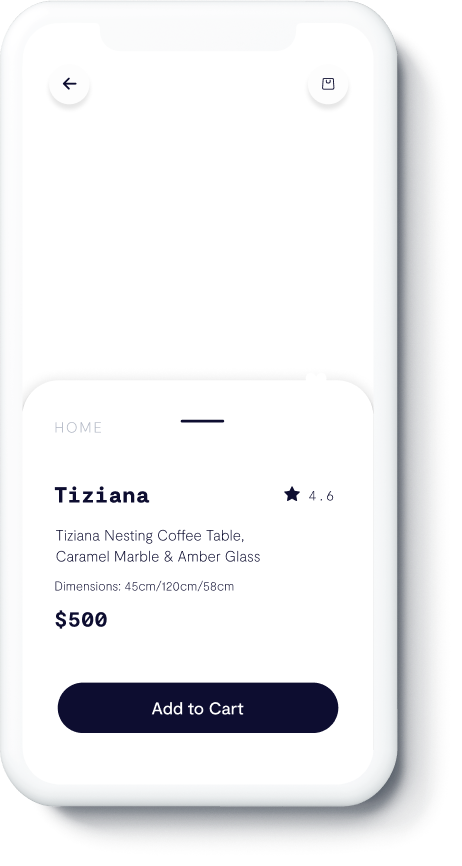 HOME
Tiziana
4.6
Tiziana Nesting Coffee Table,
Caramel Marble & Amber Glass
Dimensions: 45cm/120cm/58cm
$500
Add to Cart